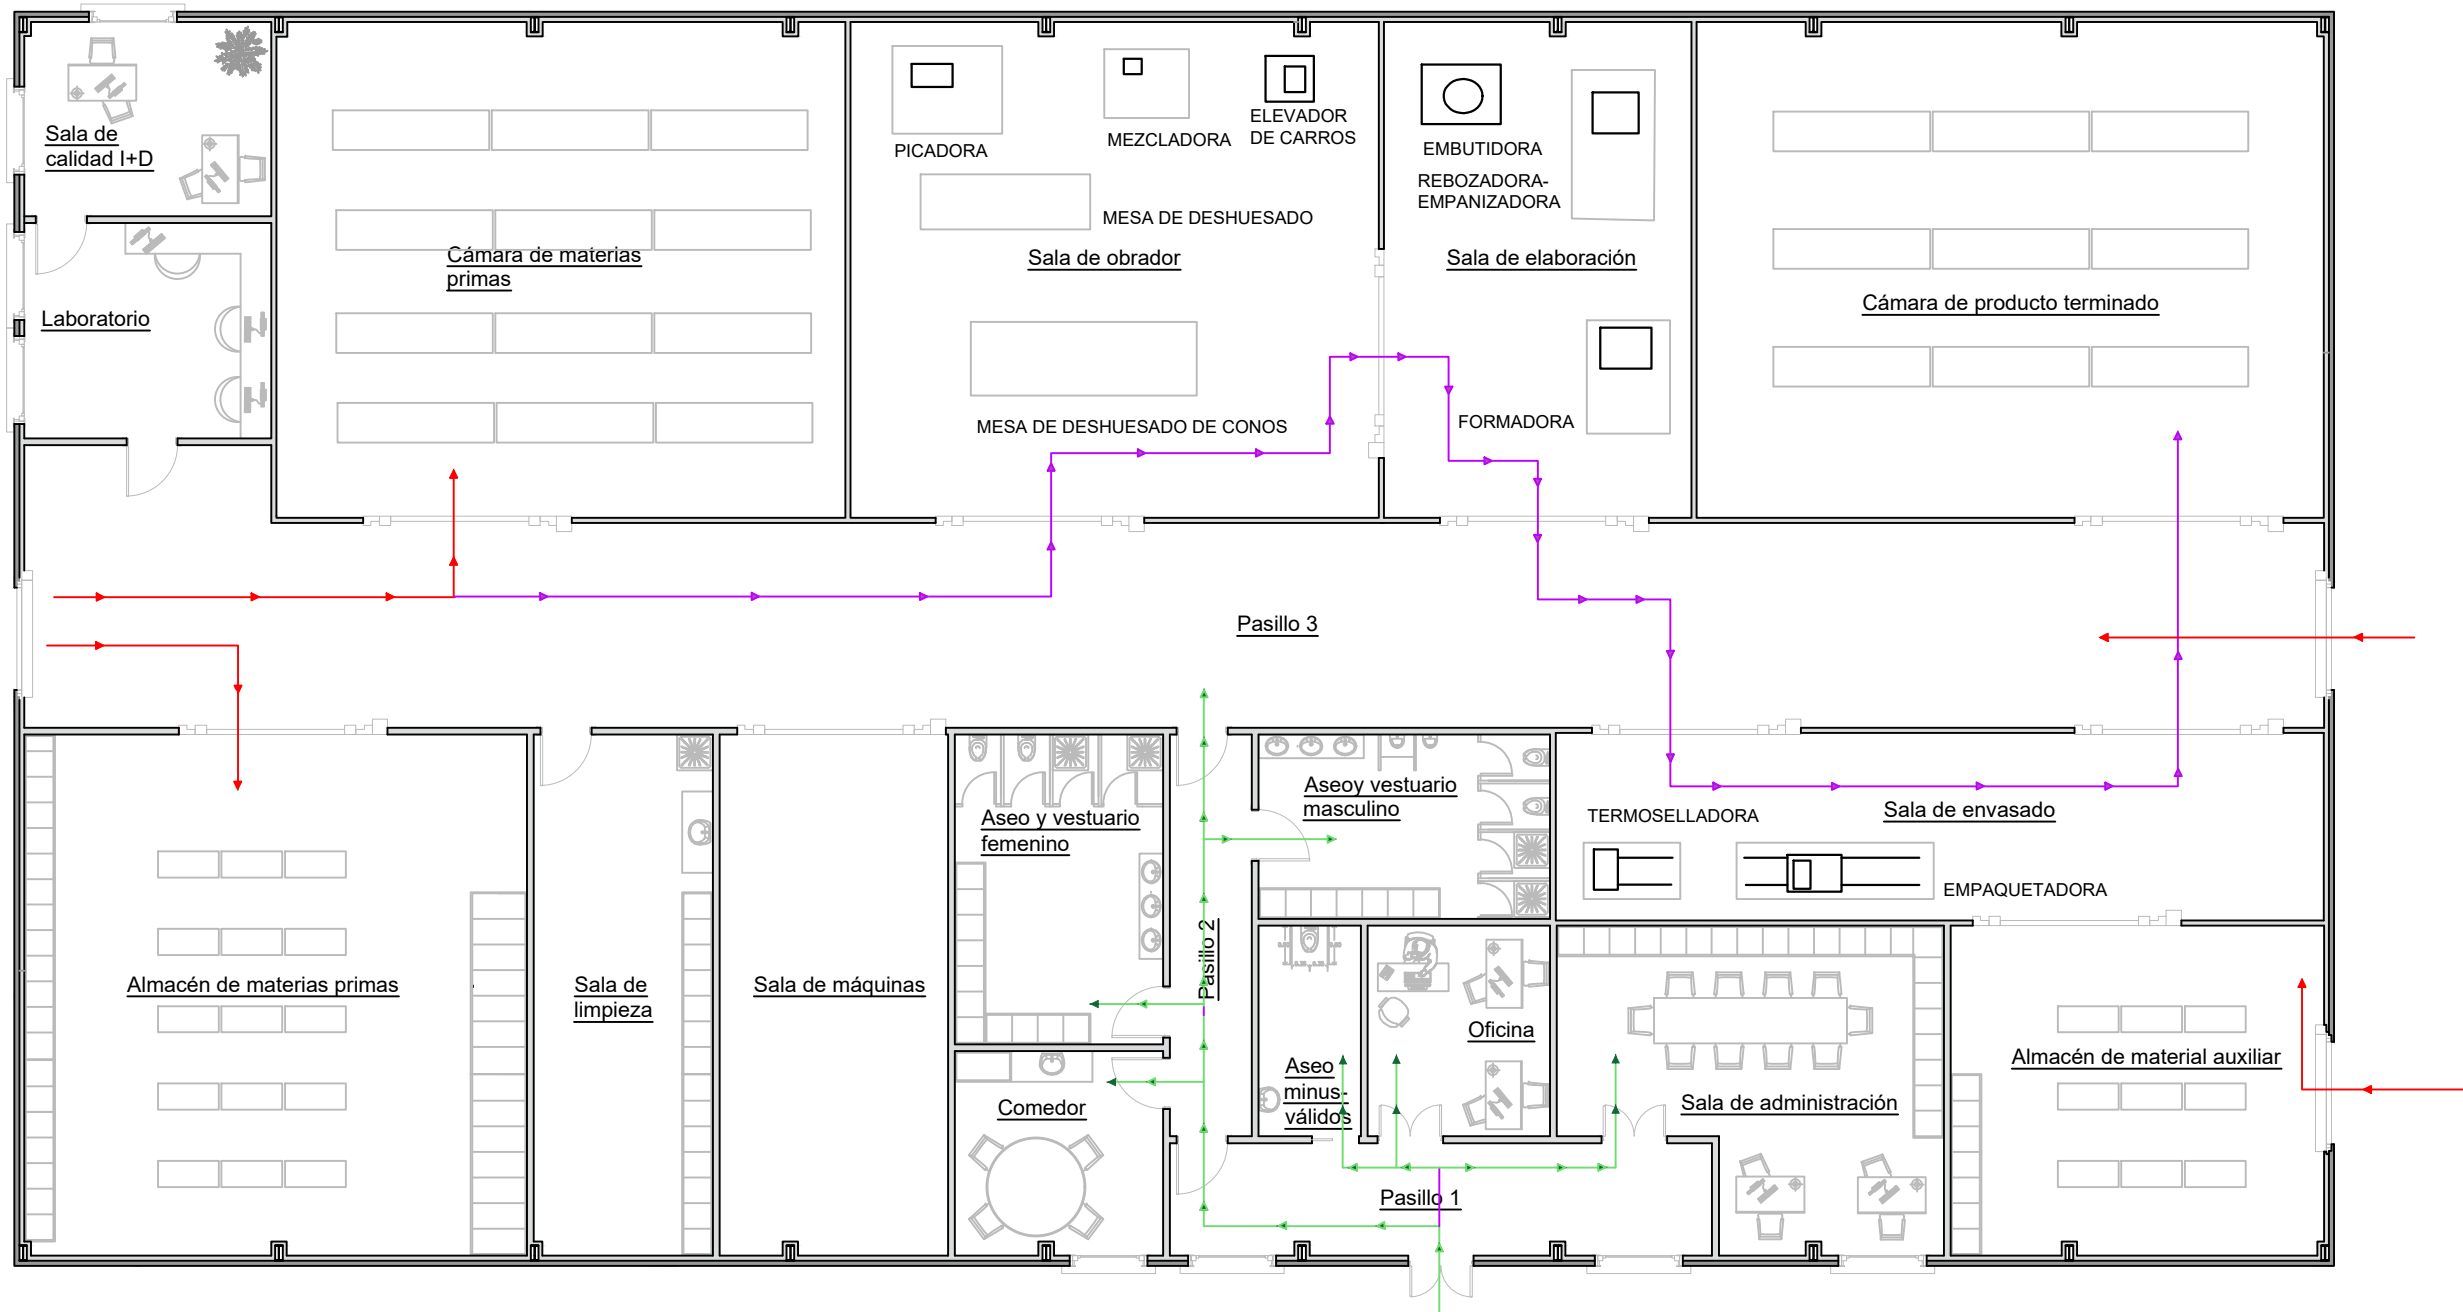 Sala de
calidad I+D
PICADORA
MEZCLADORA
ELEVADOR
DE CARROS
EMBUTIDORA
REBOZADORA-
EMPANIZADORA
MESA DE DESHUESADO
Cámara de materias
primas
Sala de obrador
Sala de elaboración
Cámara de producto terminado
Laboratorio
MESA DE DESHUESADO DE CONOS
FORMADORA
Pasillo 3
Aseo y vestuario
femenino
Aseoy vestuario
masculino
TERMOSELLADORA
Sala de envasado
EMPAQUETADORA
Pasillo 2
Almacén de materias primas
Sala de
limpieza
Sala de máquinas
Oficina
Aseo
minus-
válidos
Almacén de material auxiliar
Comedor
Sala de administración
Pasillo 1